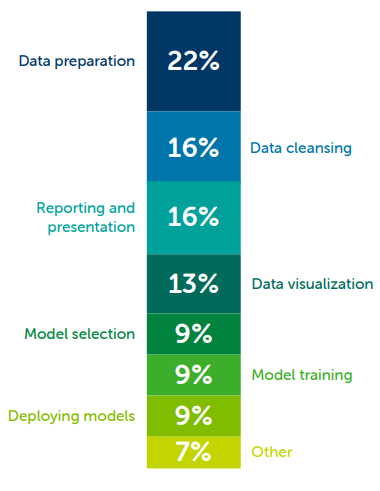 Data preparation
22%
16%
Data cleansing
Reporting and
presentation
16%
13%
Data visualization
Model selection
9%
9%
Model training
Deploying models
9%
7%
Other